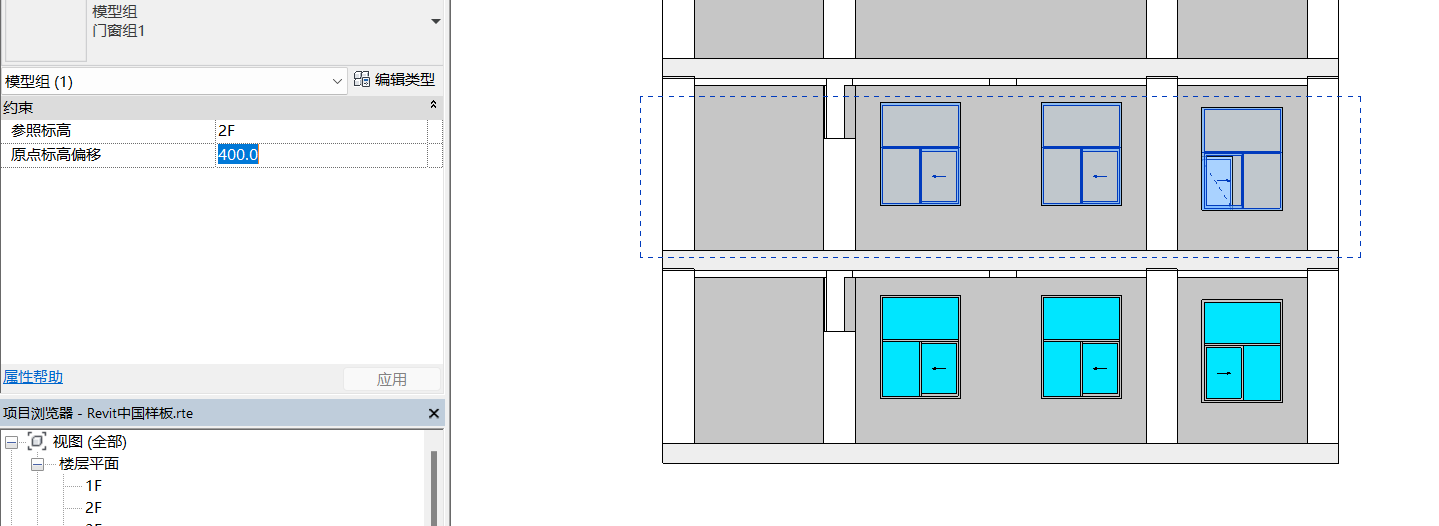 模型组
门窗组1
模型组 (1)
编辑类型
约束
参照标高 2F
原点标高偏移 400.0
属性帮助
应用
项目浏览器 - Revit中国样板.rte
视图 (全部)
楼层平面
1F
2F